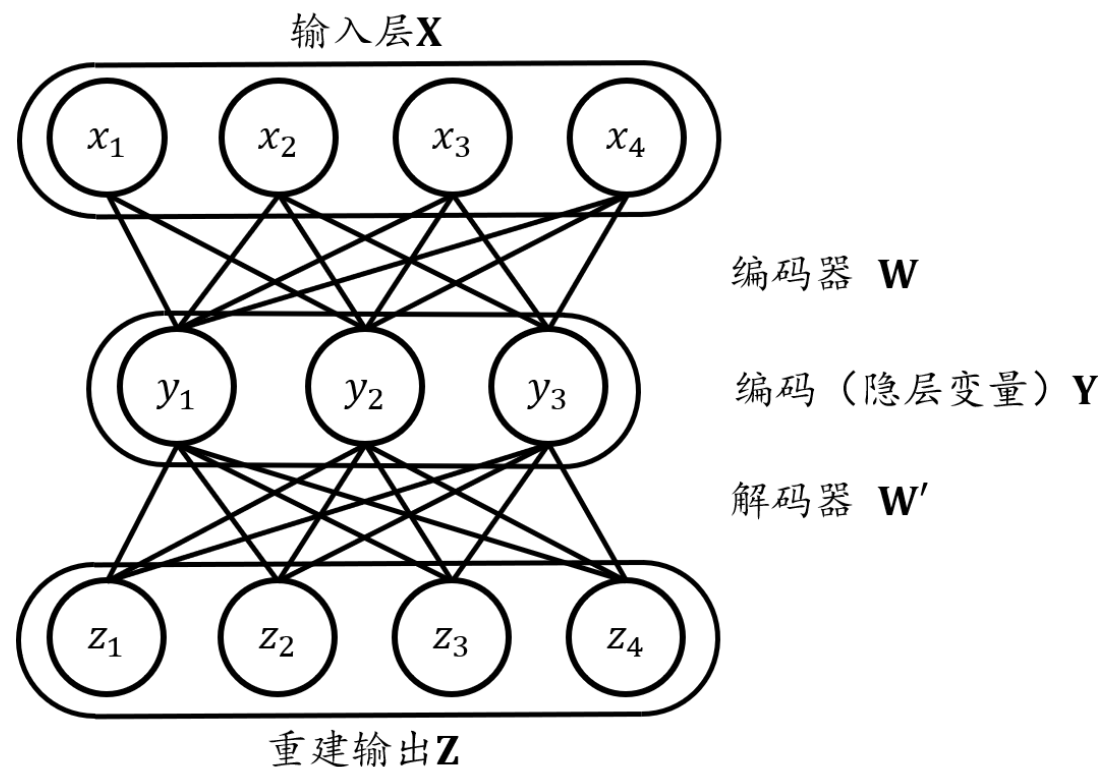 输入层𝐗
x₁ x₂ x₃ x₄
编码器 𝐖
y₁ y₂ y₃
编码（隐层变量）𝐘
解码器 𝐖′
z₁ z₂ z₃ z₄
重建输出𝐙